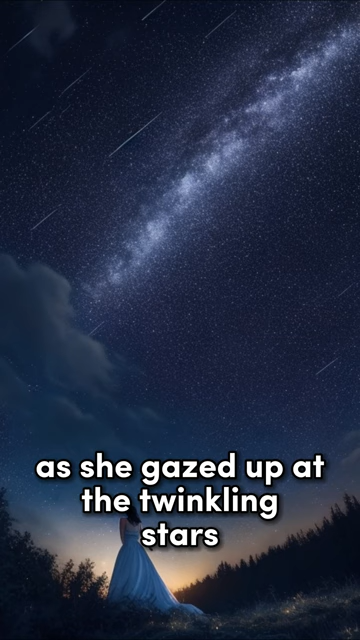 as she gazed up at
the twinkling
stars